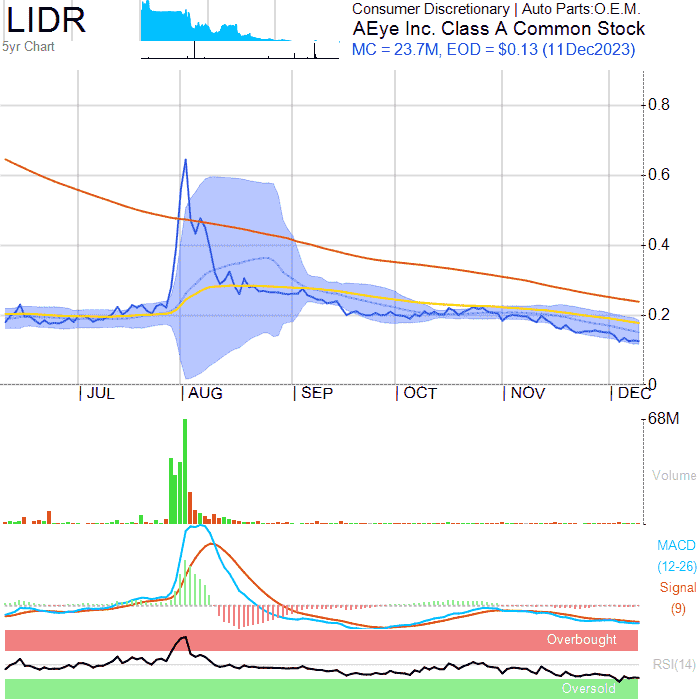 LIDR
5yr Chart
Consumer Discretionary | Auto Parts:O.E.M.
AEye Inc. Class A Common Stock
MC = 23.7M, EOD = $0.13 (11Dec2023)
0.8
0.6
0.4
0.2
0
JUL
AUG
SEP
OCT
NOV
DEC
68M
Volume
MACD
(12-26)
Signal
(9)
Overbought
RSI(14)
Oversold